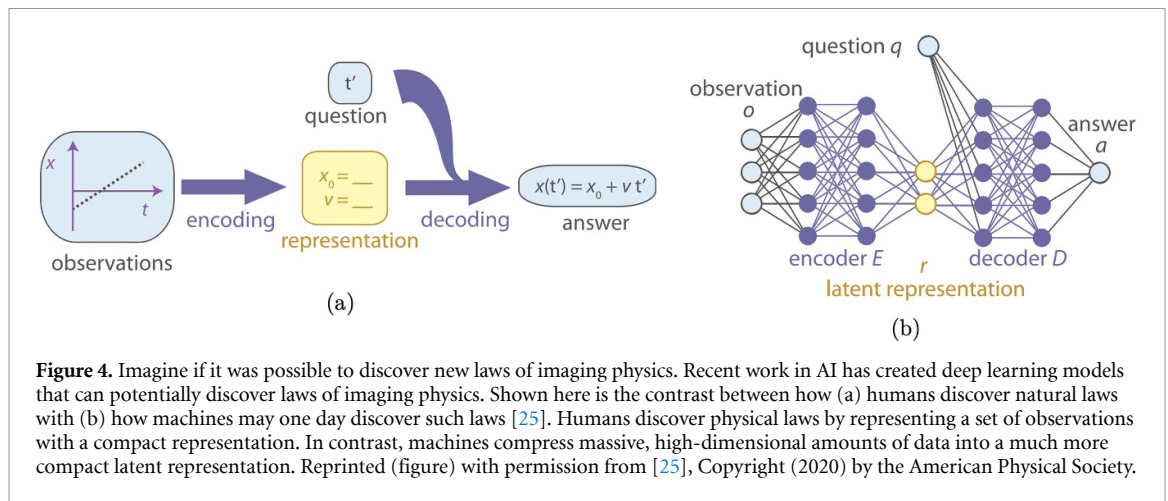 t'
question
x
t
observations
encoding
x₀ = __
v = __
representation
decoding
x(t') = x₀ + v t'
answer
(a)
question q
observation
o
answer
a
encoder E
r
decoder D
latent representation
(b)
Figure 4. Imagine if it was possible to discover new laws of imaging physics. Recent work in AI has created deep learning models
that can potentially discover laws of imaging physics. Shown here is the contrast between how (a) humans discover natural laws
with (b) how machines may one day discover such laws [25]. Humans discover physical laws by representing a set of observations
with a compact representation. In contrast, machines compress massive, high-dimensional amounts of data into a much more
compact latent representation. Reprinted (figure) with permission from [25], Copyright (2020) by the American Physical Society.